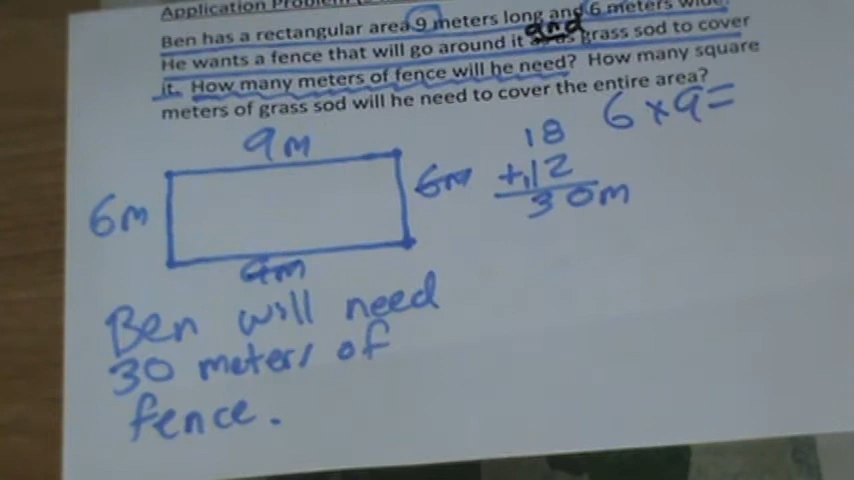 Application Problem
Ben has a rectangular area 9 meters long and 6 meters wide.
He wants a fence that will go around it and grass sod to cover
it. How many meters of fence will he need? How many square
meters of grass sod will he need to cover the entire area?
9m
18
6 x 9=
6m
6m
+12
30m
9m
Ben will need
30 meters of
fence.